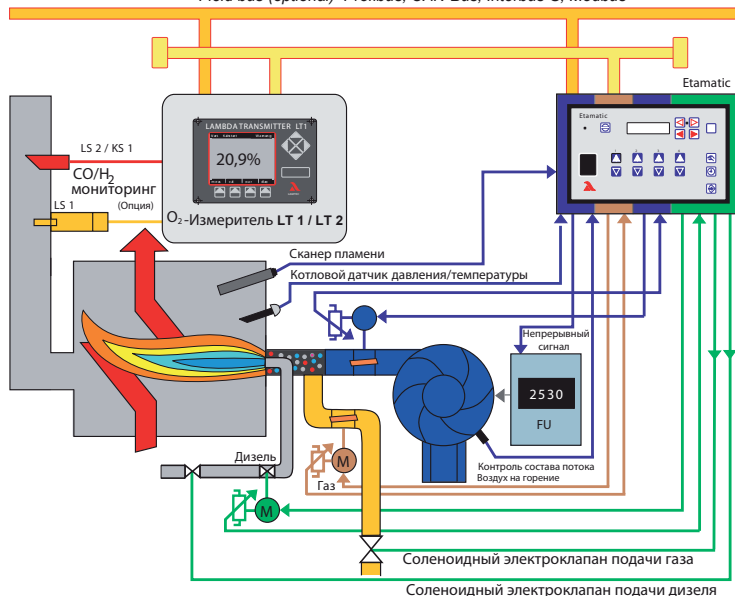 Field bus (optional) Profibus, CAN-Bus, Interbus-S, Modbus
Etamatic
Etamatic
LAMBDA TRANSMITTER LT1
20,9%
LS 2 / KS 1
CO/H2
мониторинг
(Опция)
LS 1
O2-Измеритель LT 1 / LT 2
Сканер пламени
Котловой датчик давления/температуры
Непрерывный
сигнал
2530
FU
Дизель
M
Газ
M
Контроль состава потока
Воздух на горение
Соленоидный электроклапан подачи газа
Соленоидный электроклапан подачи дизеля